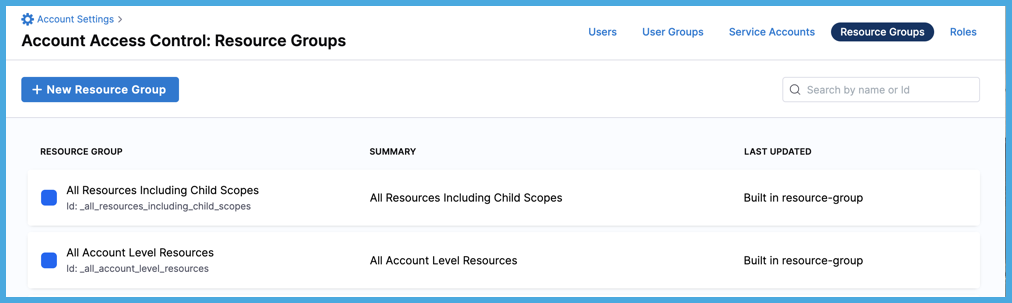 Account Settings >
Account Access Control: Resource Groups
Users User Groups Service Accounts Resource Groups Roles
+ New Resource Group
Search by name or Id
RESOURCE GROUP SUMMARY LAST UPDATED
All Resources Including Child Scopes
Id: _all_resources_including_child_scopes
All Resources Including Child Scopes
Built in resource-group
All Account Level Resources
Id: _all_account_level_resources
All Account Level Resources
Built in resource-group